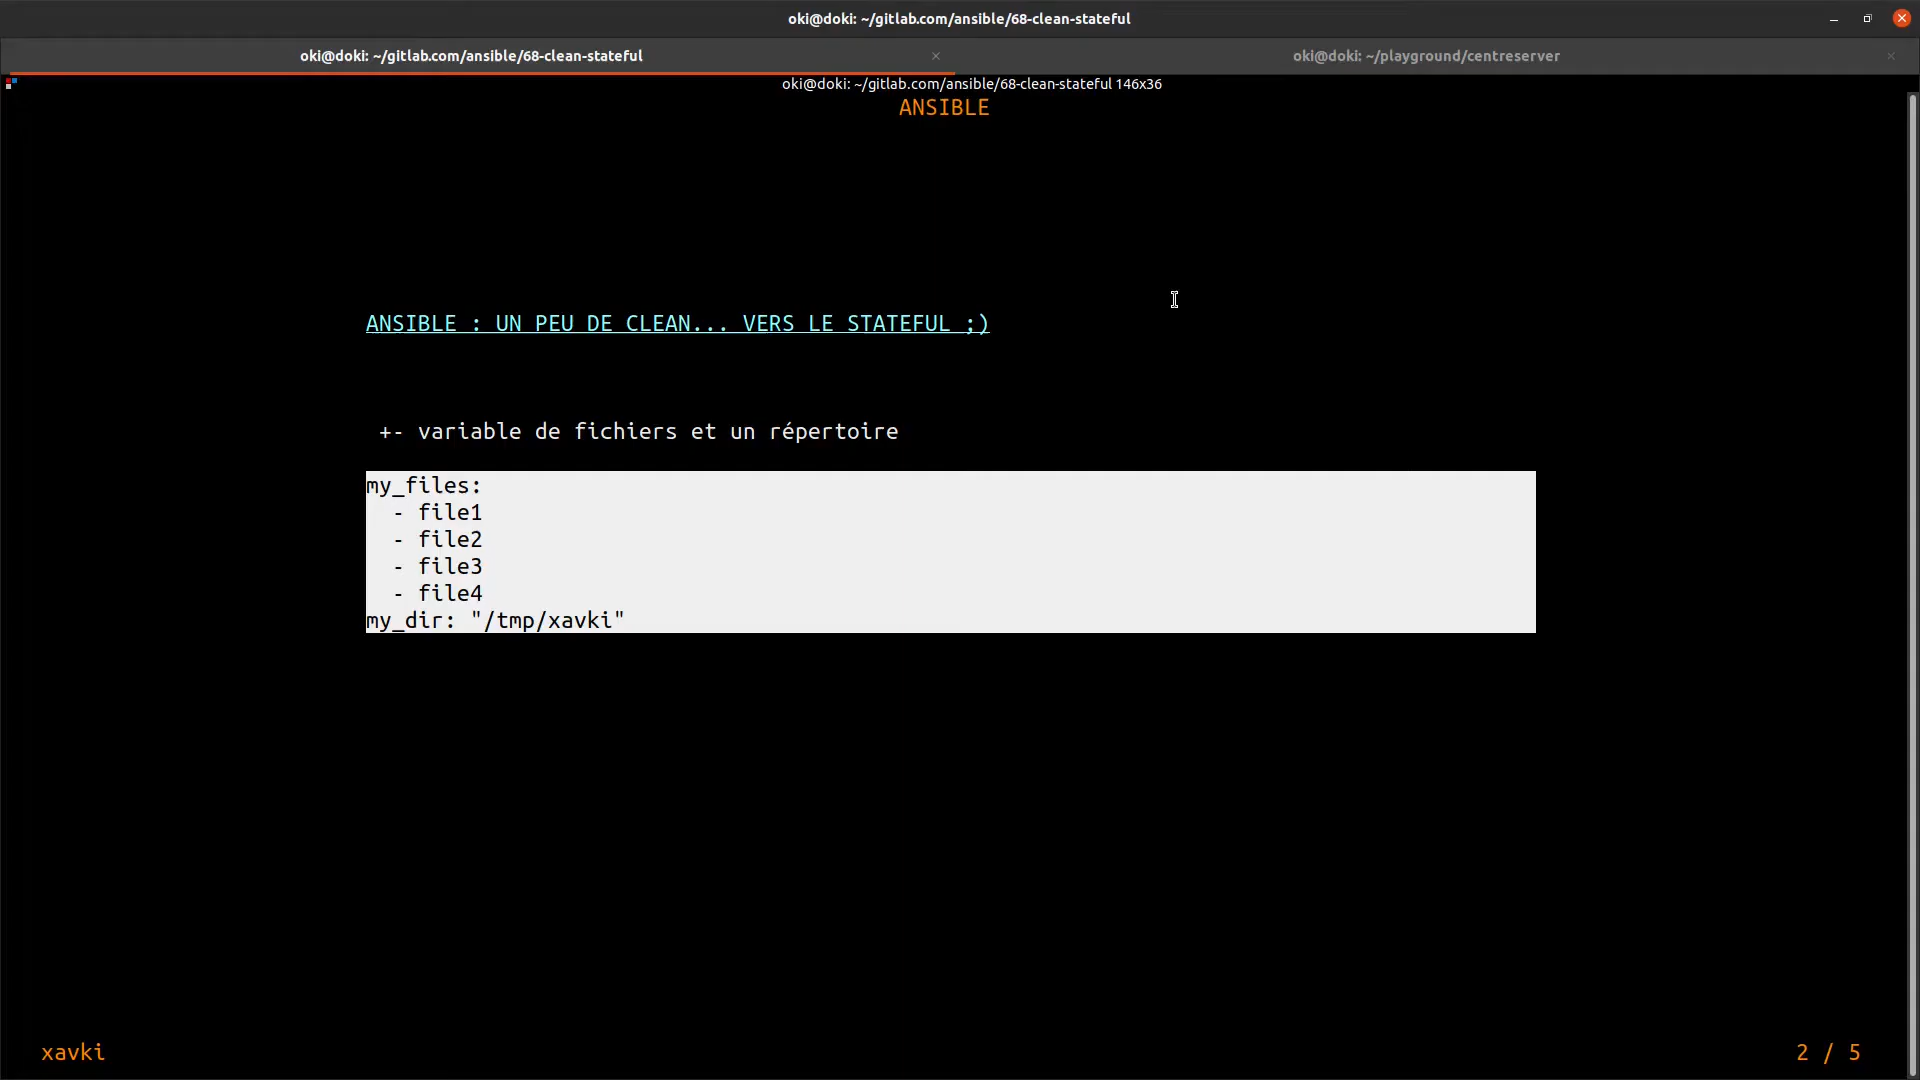 oki@doki: ~/gitlab.com/ansible/68-clean-stateful
oki@doki: ~/gitlab.com/ansible/68-clean-stateful
oki@doki: ~/playground/centreserver
oki@doki: ~/gitlab.com/ansible/68-clean-stateful 146x36
ANSIBLE
ANSIBLE : UN PEU DE CLEAN... VERS LE STATEFUL ;)
+- variable de fichiers et un répertoire
my_files:
  - file1
  - file2
  - file3
  - file4
my_dir: "/tmp/xavki"
xavki
2 / 5